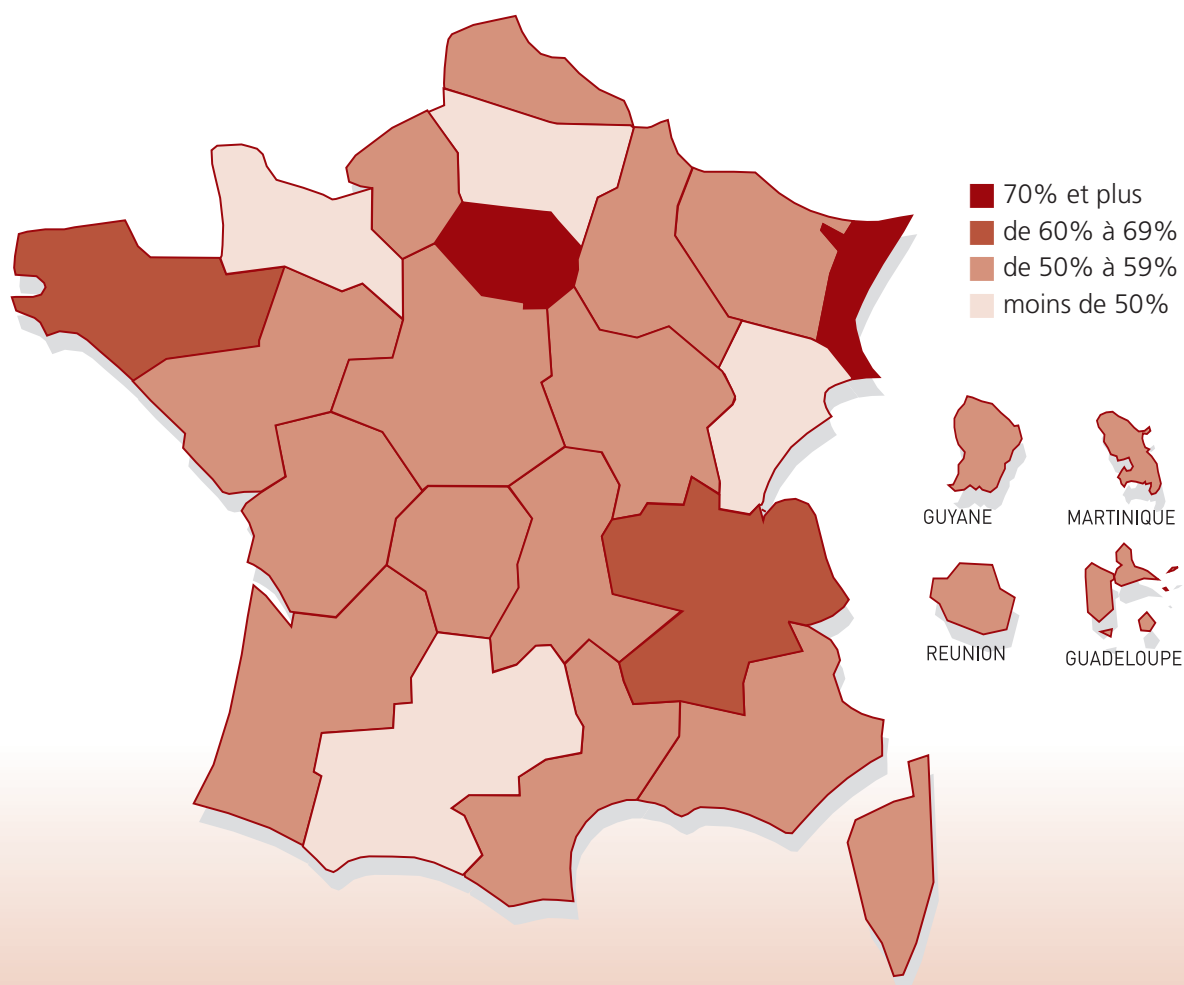 70% et plus
de 60% à 69%
de 50% à 59%
moins de 50%
GUYANE
MARTINIQUE
REUNION
GUADELOUPE